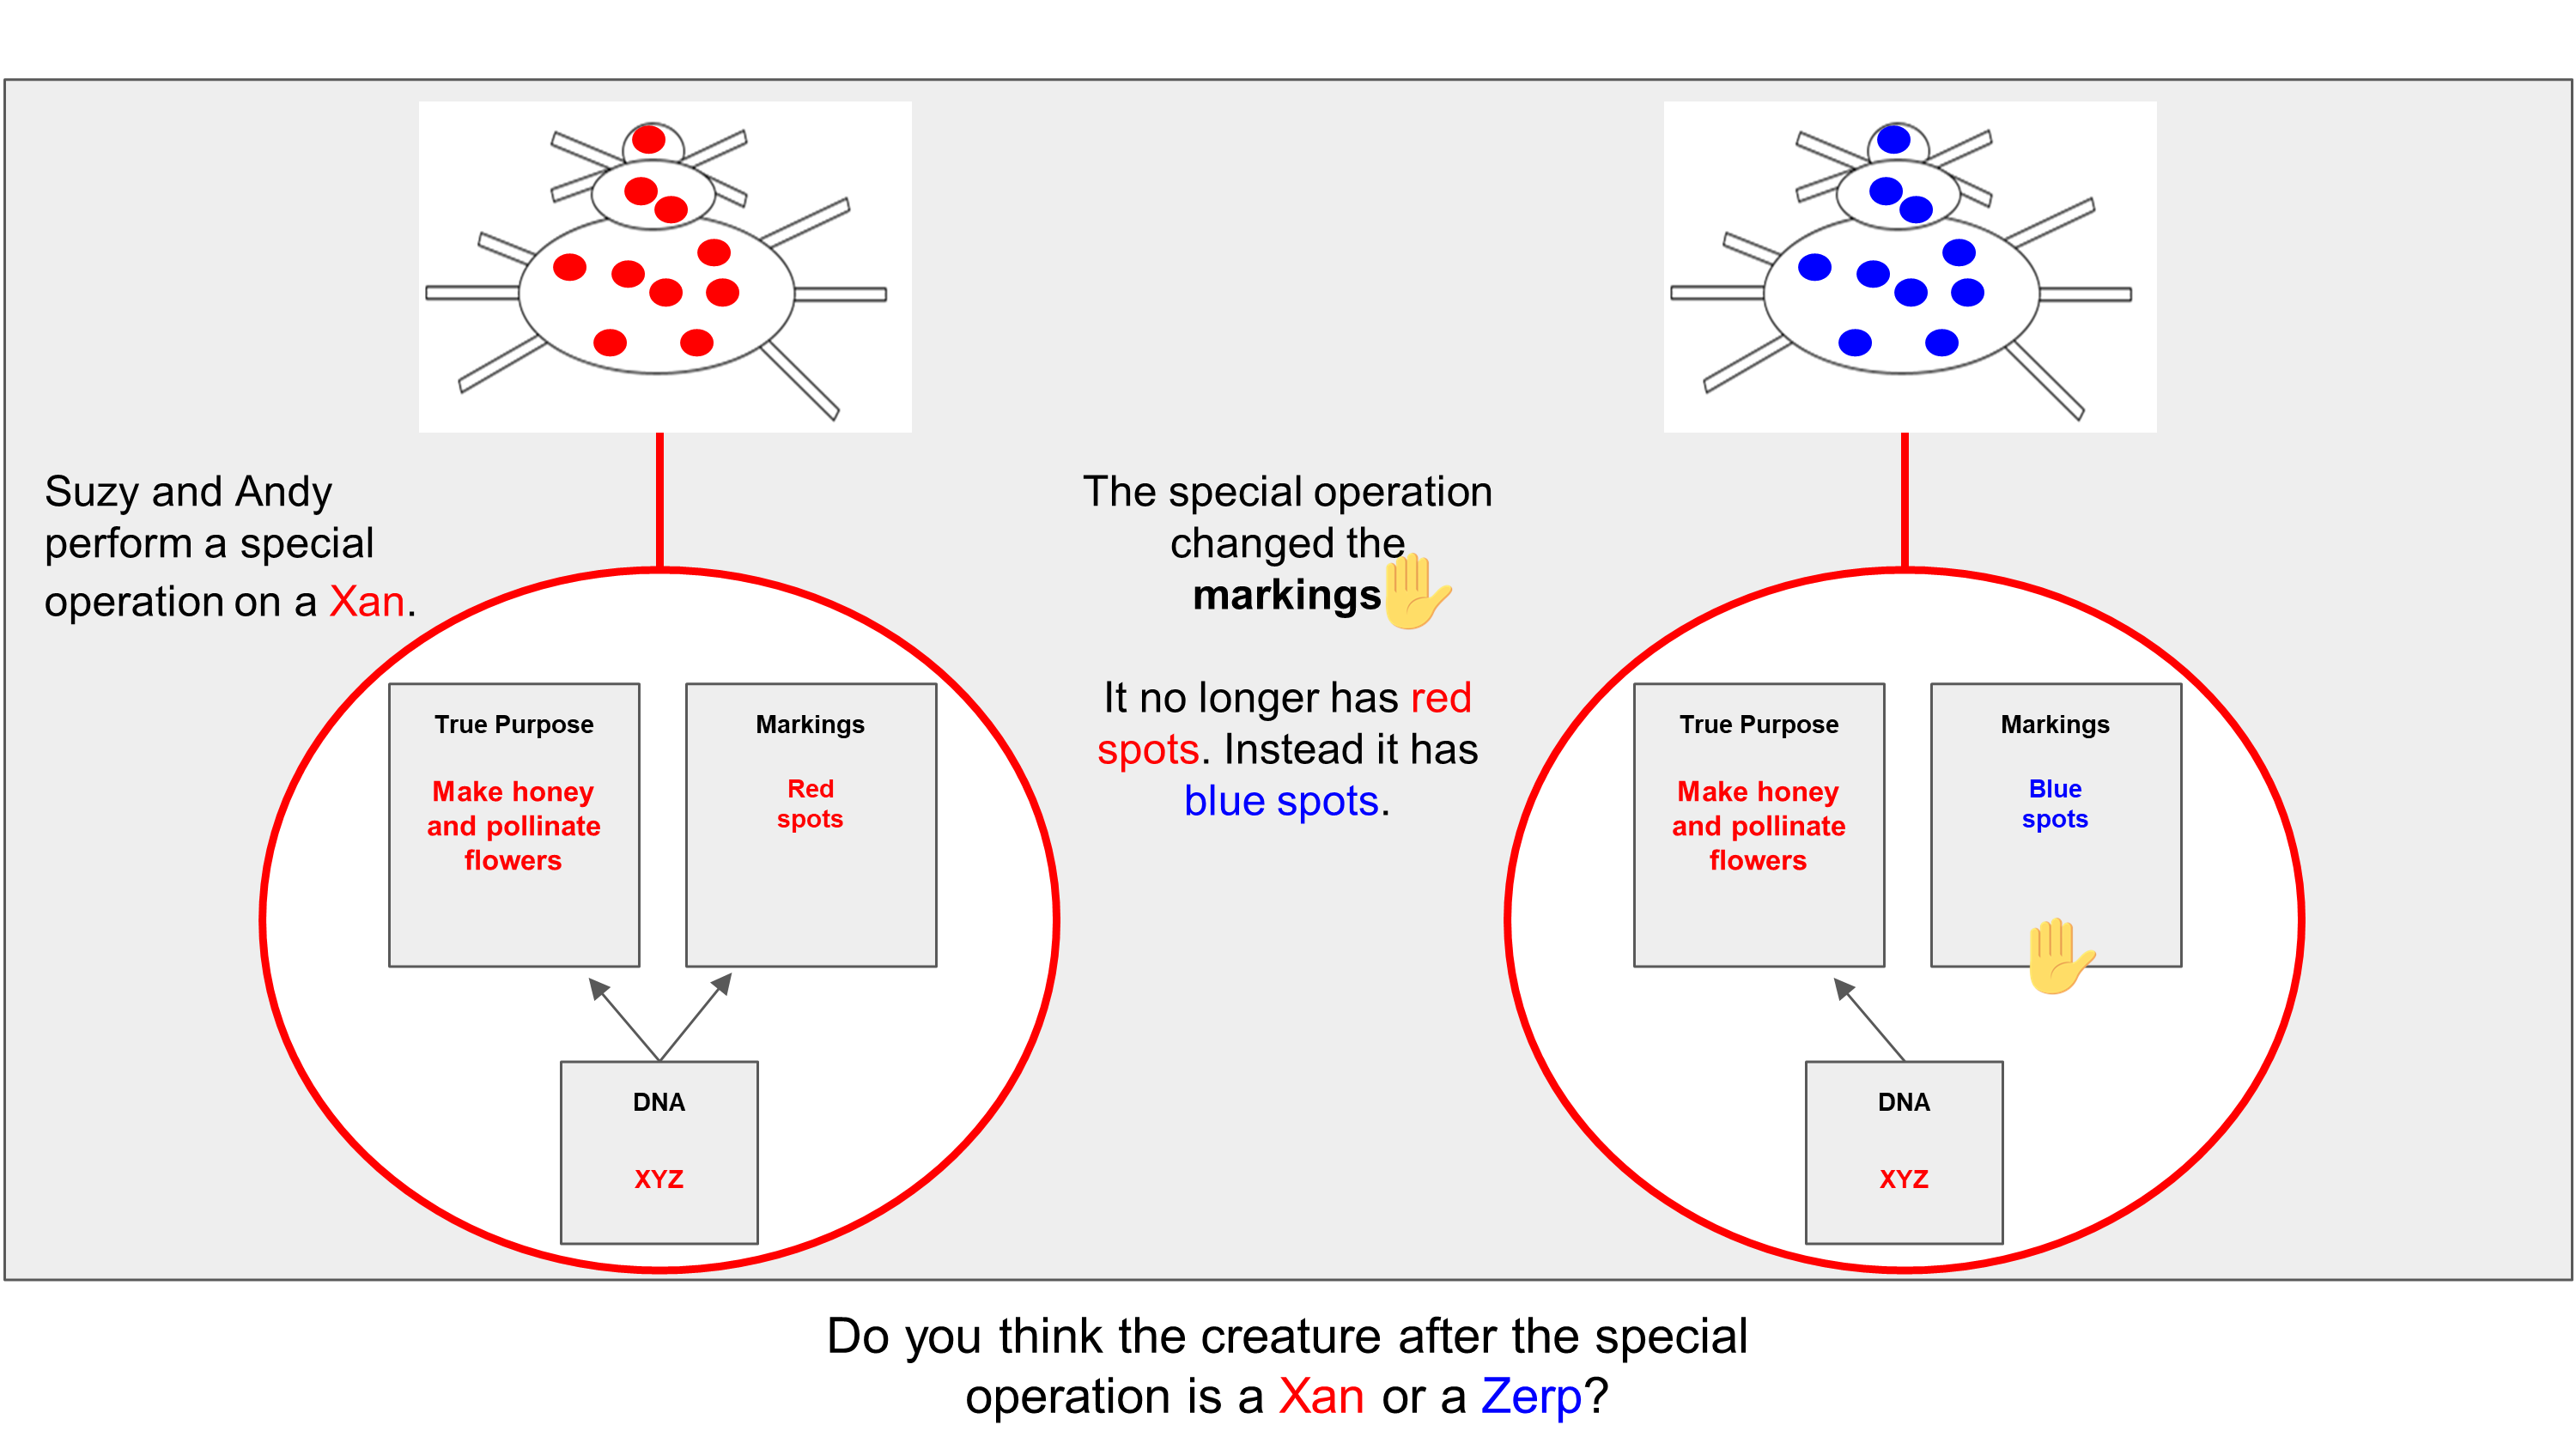 Suzy and Andy
perform a special
operation on a Xan.
True Purpose
Make honey
and pollinate
flowers
Markings
Red
spots
DNA
XYZ
The special operation
changed the
markings
It no longer has red
spots. Instead it has
blue spots.
True Purpose
Make honey
and pollinate
flowers
Markings
Blue
spots
DNA
XYZ
Do you think the creature after the special
operation is a Xan or a Zerp?